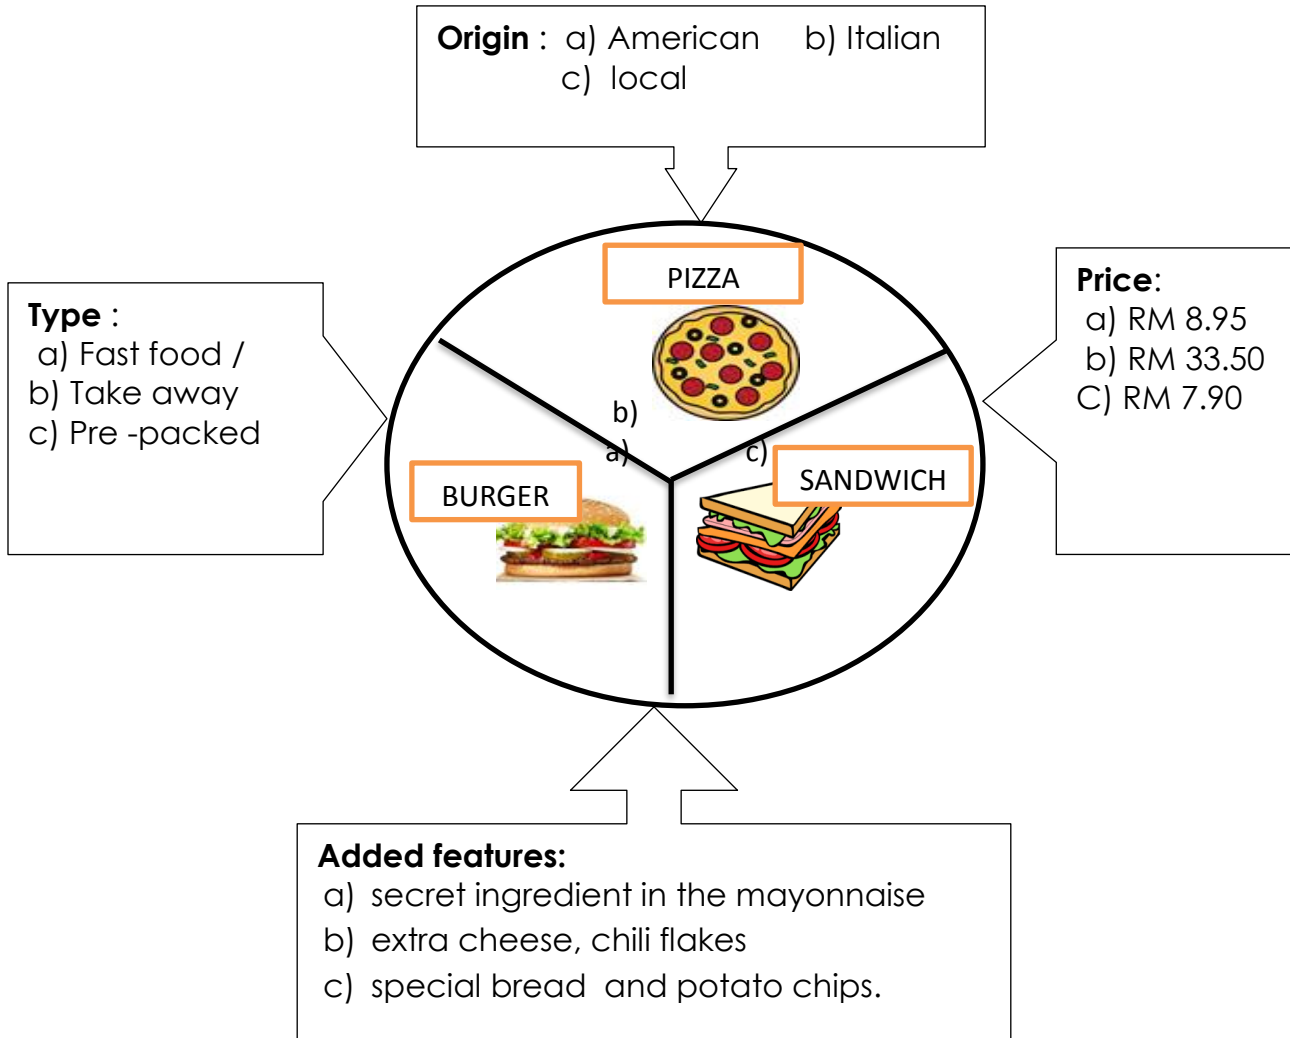 Origin : a) American b) Italian
c) local
Type :
a) Fast food /
b) Take away
c) Pre -packed
PIZZA
b)
a)
c)
BURGER
SANDWICH
Price:
a) RM 8.95
b) RM 33.50
C) RM 7.90
Added features:
a) secret ingredient in the mayonnaise
b) extra cheese, chili flakes
c) special bread and potato chips.